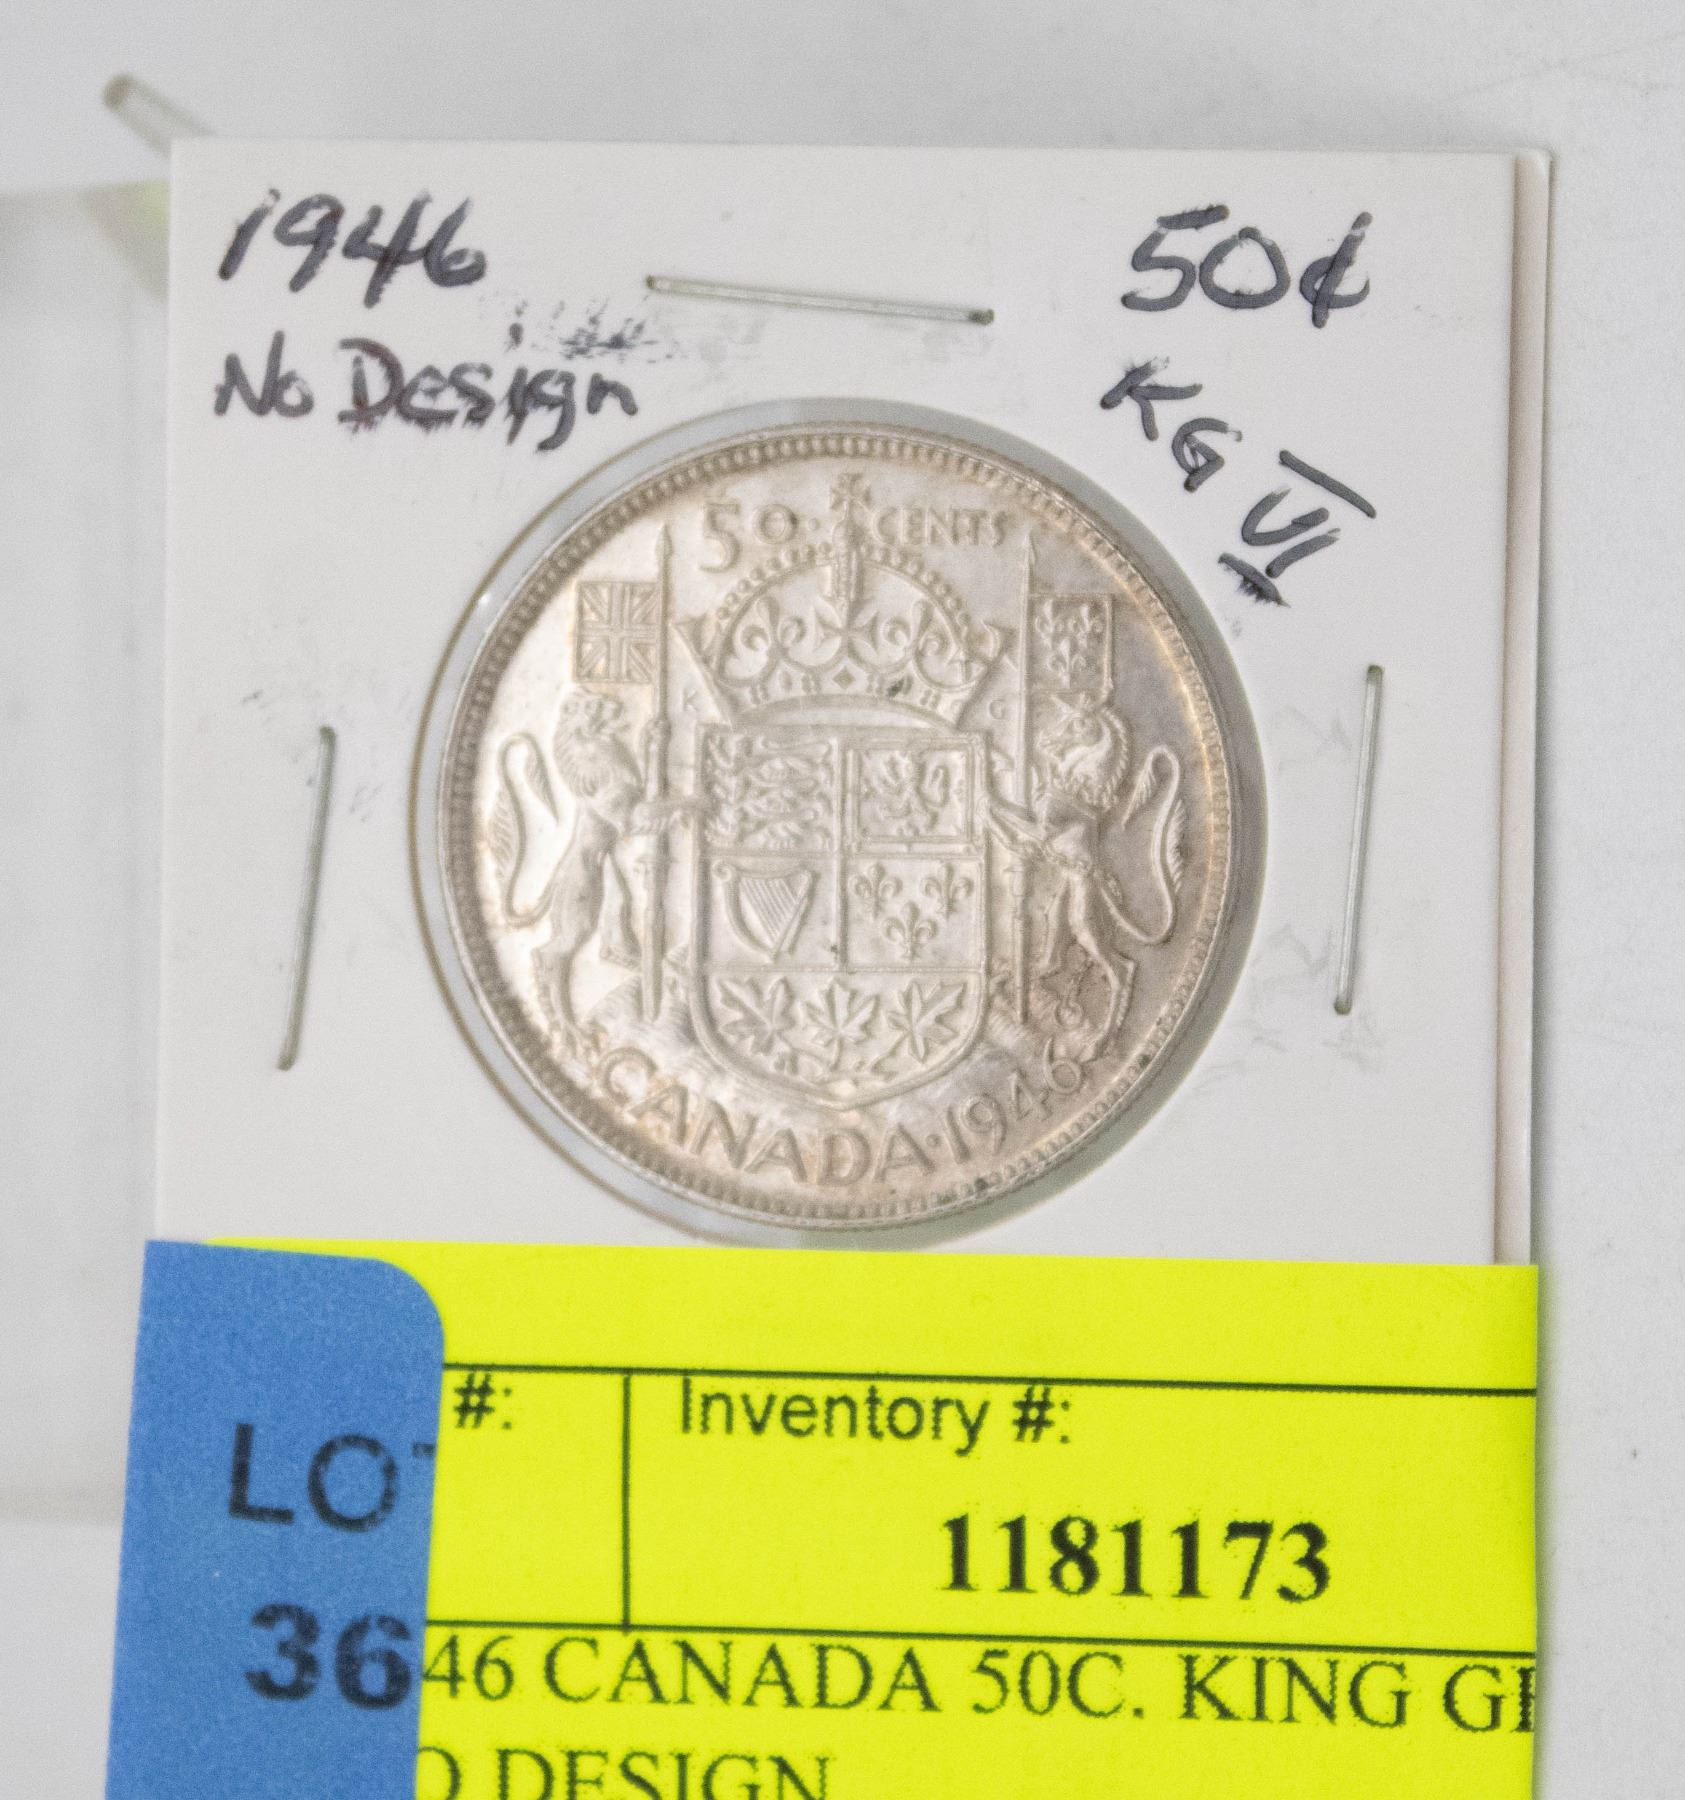 1946
No Design
50¢
KG VI
50 · CENTS
K G
CANADA · 1946
LOT
36
#:
Inventory #:
1181173
46 CANADA 50C. KING GE
O DESIGN